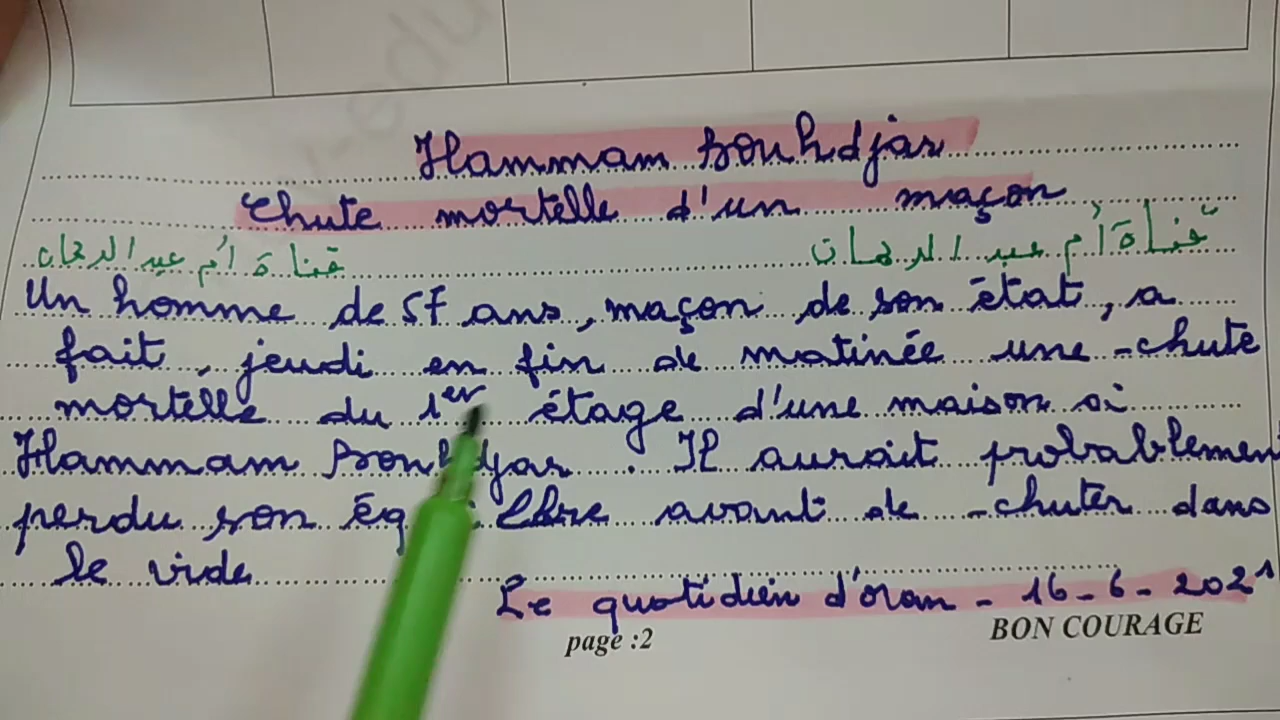 Hammam Bouhdjar
Chute mortelle d'un maçon
قناة أم عبد الرحمان قناة أم عبد الرحمان
Un homme de 57 ans, maçon de son état, a
fait, jeudi en fin de matinée une chute
mortelle du 1er étage d'une maison si
Hammam Bouhdjar. Il aurait probablement
perdu son équilibre avant de chuter dans
le vide
Le quotidien d'oran - 16-6-2021
page :2 BON COURAGE